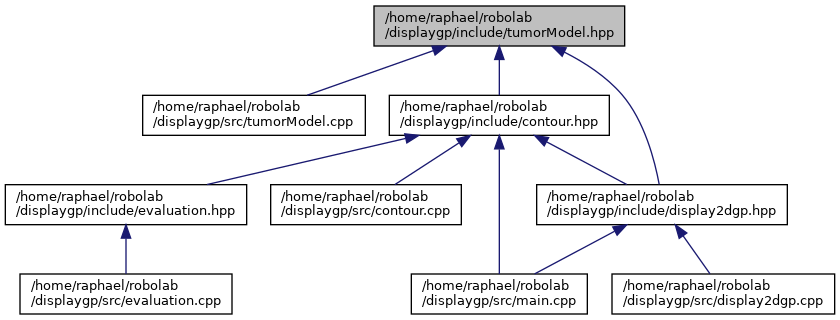 /home/raphael/robolab
/displaygp/include/tumorModel.hpp
/home/raphael/robolab
/displaygp/src/tumorModel.cpp
/home/raphael/robolab
/displaygp/include/contour.hpp
/home/raphael/robolab
/displaygp/include/evaluation.hpp
/home/raphael/robolab
/displaygp/src/contour.cpp
/home/raphael/robolab
/displaygp/include/display2dgp.hpp
/home/raphael/robolab
/displaygp/src/evaluation.cpp
/home/raphael/robolab
/displaygp/src/main.cpp
/home/raphael/robolab
/displaygp/src/display2dgp.cpp